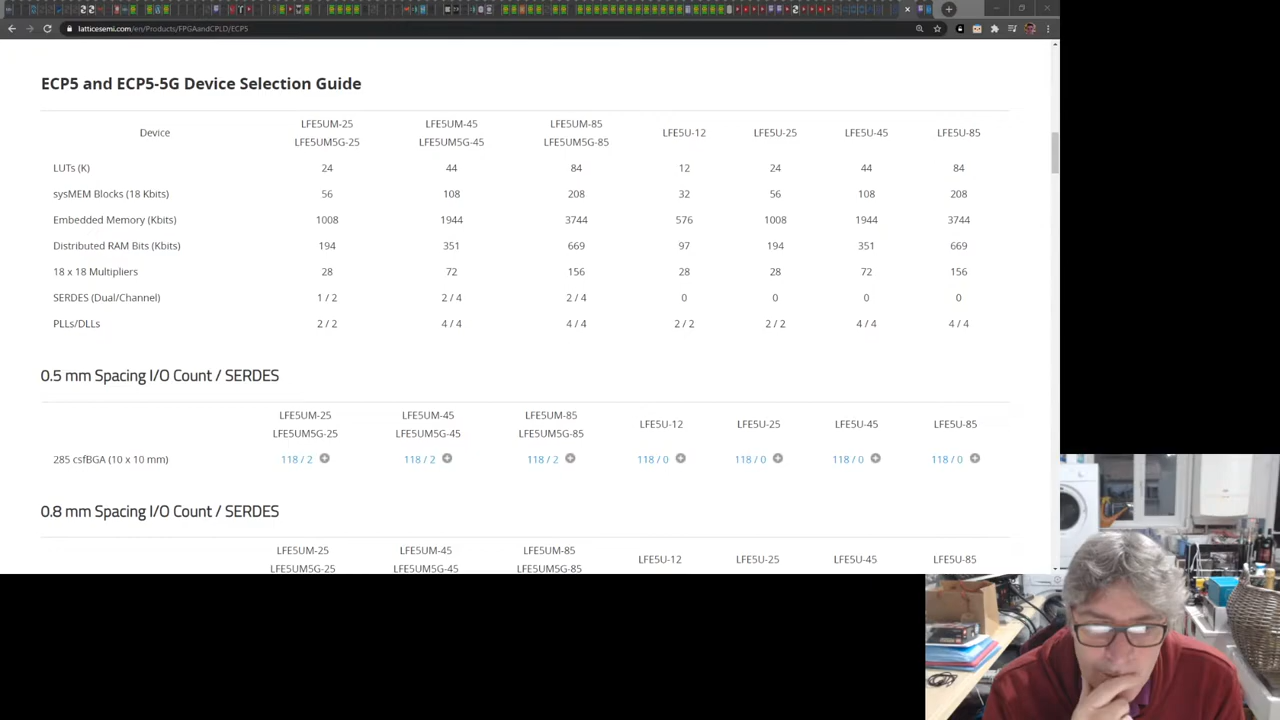 latticesemi.com/en/Products/FPGAandCPLD/ECP5
ECP5 and ECP5-5G Device Selection Guide
Device LFE5UM-25 LFE5UM5G-25 LFE5UM-45 LFE5UM5G-45 LFE5UM-85 LFE5UM5G-85 LFE5U-12 LFE5U-25 LFE5U-45 LFE5U-85
LUTs (K) 24 44 84 12 24 44 84
sysMEM Blocks (18 Kbits) 56 108 208 32 56 108 208
Embedded Memory (Kbits) 1008 1944 3744 576 1008 1944 3744
Distributed RAM Bits (Kbits) 194 351 669 97 194 351 669
18 x 18 Multipliers 28 72 156 28 28 72 156
SERDES (Dual/Channel) 1 / 2 2 / 4 2 / 4 0 0 0 0
PLLs/DLLs 2 / 2 4 / 4 4 / 4 2 / 2 2 / 2 4 / 4 4 / 4
0.5 mm Spacing I/O Count / SERDES
LFE5UM-25 LFE5UM5G-25 LFE5UM-45 LFE5UM5G-45 LFE5UM-85 LFE5UM5G-85 LFE5U-12 LFE5U-25 LFE5U-45 LFE5U-85
285 csfBGA (10 x 10 mm) 118 / 2 118 / 2 118 / 2 118 / 0 118 / 0 118 / 0 118 / 0
0.8 mm Spacing I/O Count / SERDES
LFE5UM-25 LFE5UM5G-25 LFE5UM-45 LFE5UM5G-45 LFE5UM-85 LFE5UM5G-85 LFE5U-12 LFE5U-25 LFE5U-45 LFE5U-85